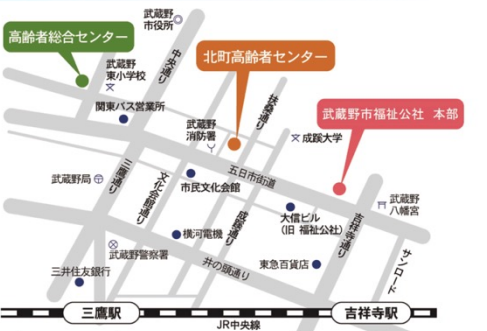 武蔵野
市役所
高齢者総合センター
中央通り
北町高齢者センター
武蔵野
東小学校
扶桑通り
関東バス営業所
武蔵野
消防署
武蔵野市福祉公社 本部
成蹊大学
五日市街道
武蔵野局
三鷹通り
文化会館通り
市民文化会館
武蔵野
八幡宮
成蹊通り
大信ビル
(旧 福祉公社)
吉祥寺通り
横河電機
武蔵野警察署
井の頭通り
東急百貨店
サンロード
三井住友銀行
三鷹駅
吉祥寺駅
JR中央線